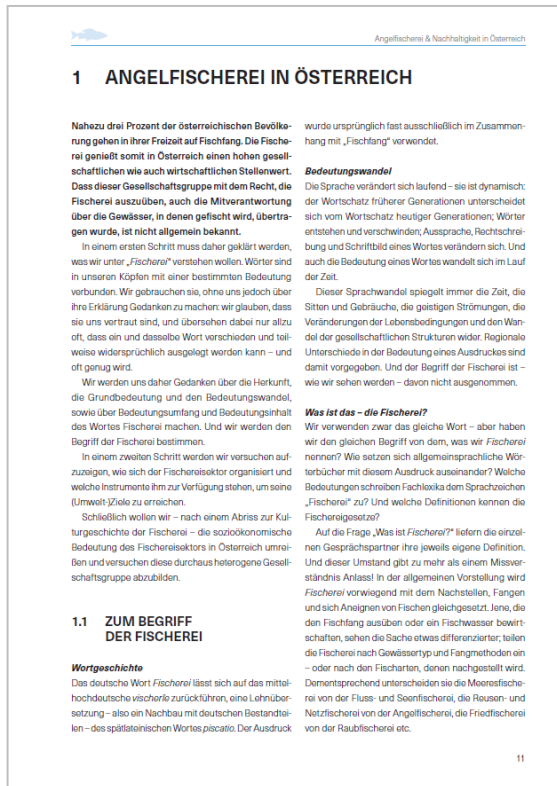 Angelfischerei & Nachhaltigkeit in Österreich
1 ANGELFISCHEREI IN ÖSTERREICH
Nahezu drei Prozent der österreichischen Bevölke-
rung gehen in ihrer Freizeit auf Fischfang. Die Fische-
rei genießt somit in Österreich einen hohen gesell-
schaftlichen wie auch wirtschaftlichen Stellenwert.
Dass dieser Gesellschaftsgruppe mit dem Recht, die
Fischerei auszuüben, auch die Mitverantwortung
über die Gewässer, in denen gefischt wird, übertra-
gen wurde, ist nicht allgemein bekannt.
In einem ersten Schritt muss daher geklärt werden,
was wir unter „Fischerei“ verstehen wollen. Wörter sind
in unseren Köpfen mit einer bestimmten Bedeutung
verbunden. Wir gebrauchen sie, ohne uns jedoch über
ihre Erklärung Gedanken zu machen: wir glauben, dass
sie uns vertraut sind, und übersehen dabei nur allzu
oft, dass ein und dasselbe Wort verschieden und teil-
weise widersprüchlich ausgelegt werden kann – und
oft genug wird.
Wir werden uns daher Gedanken über die Herkunft,
die Grundbedeutung und den Bedeutungswandel,
sowie über Bedeutungsumfang und Bedeutungsinhalt
des Wortes Fischerei machen. Und wir werden den
Begriff der Fischerei bestimmen.
In einem zweiten Schritt werden wir versuchen auf-
zuzeigen, wie sich der Fischereisektor organisiert und
welche Instrumente ihm zur Verfügung stehen, um seine
(Umwelt-)Ziele zu erreichen.
Schließlich wollen wir – nach einem Abriss zur Kul-
turgeschichte der Fischerei – die sozioökonomische
Bedeutung des Fischereisektors in Österreich umrei-
ßen und versuchen diese durchaus heterogene Gesell-
schaftsgruppe abzubilden.
1.1 ZUM BEGRIFF
DER FISCHEREI
Wortgeschichte
Das deutsche Wort Fischerei lässt sich auf das mittel-
hochdeutsche vischerīe zurückführen, eine Lehnüber-
setzung – also ein Nachbau mit deutschen Bestandtei-
len – des spätlateinischen Wortes piscatio. Der Ausdruck
wurde ursprünglich fast ausschließlich im Zusammen-
hang mit „Fischfang“ verwendet.
Bedeutungswandel
Die Sprache verändert sich laufend – sie ist dynamisch:
der Wortschatz früherer Generationen unterscheidet
sich vom Wortschatz heutiger Generationen; Wörter
entstehen und verschwinden; Aussprache, Rechtschrei-
bung und Schriftbild eines Wortes verändern sich. Und
auch die Bedeutung eines Wortes wandelt sich im Lauf
der Zeit.
Dieser Sprachwandel spiegelt immer die Zeit, die
Sitten und Gebräuche, die geistigen Strömungen, die
Veränderungen der Lebensbedingungen und den Wan-
del der gesellschaftlichen Strukturen wider. Regionale
Unterschiede in der Bedeutung eines Ausdruckes sind
damit vorgegeben. Und der Begriff der Fischerei ist –
wie wir sehen werden – davon nicht ausgenommen.
Was ist das – die Fischerei?
Wir verwenden zwar das gleiche Wort – aber haben
wir den gleichen Begriff von dem, was wir Fischerei
nennen? Wie setzen sich allgemeinsprachliche Wör-
terbücher mit diesem Ausdruck auseinander? Welche
Bedeutungen schreiben Fachlexika dem Sprachzeichen
„Fischerei“ zu? Und welche Definitionen kennen die
Fischereigesetze?
Auf die Frage „Was ist Fischerei?“ liefern die einzel-
nen Gesprächspartner ihre jeweils eigene Definition.
Und dieser Umstand gibt zu mehr als einem Missver-
ständnis Anlass! In der allgemeinen Vorstellung wird
Fischerei vorwiegend mit dem Nachstellen, Fangen
und sich Aneignen von Fischen gleichgesetzt. Jene, die
den Fischfang ausüben oder ein Fischwasser bewirt-
schaften, sehen die Sache etwas differenzierter; teilen
die Fischerei nach Gewässertyp und Fangmethoden ein
– oder nach den Fischarten, denen nachgestellt wird.
Dementsprechend unterscheiden sie die Meeresfische-
rei von der Fluss- und Seenfischerei, die Reusen- und
Netzfischerei von der Angelfischerei, die Friedfischerei
von der Raubfischerei etc.
11